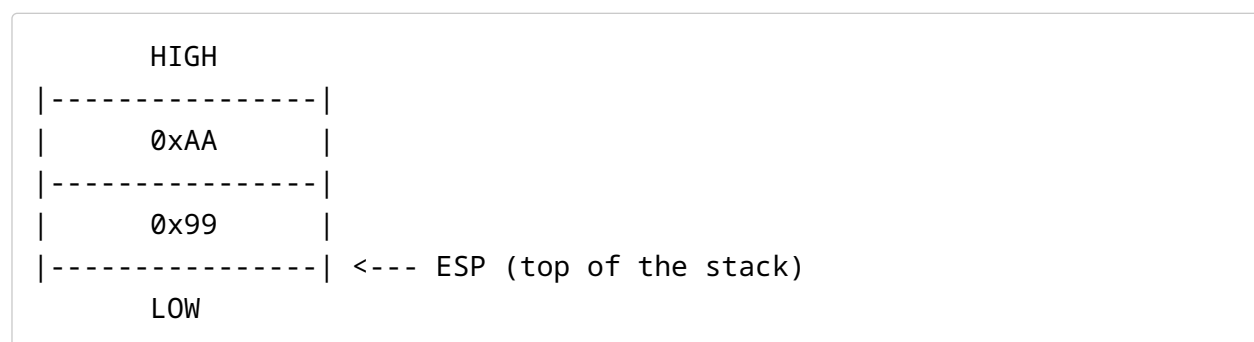 HIGH
|----------------|
| 0xAA |
|----------------|
| 0x99 |
|----------------| <--- ESP (top of the stack)
LOW